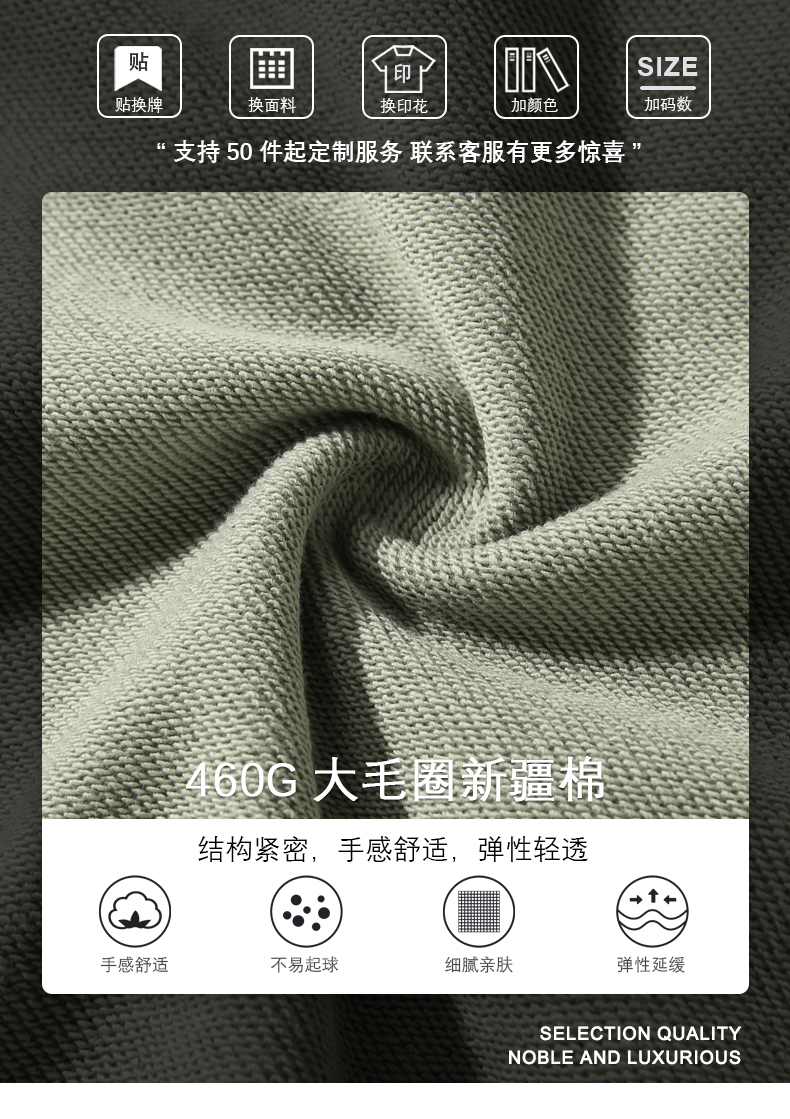 贴
贴换牌
换面料
印
换印花
加颜色
SIZE
加码数
“ 支持 50 件起定制服务 联系客服有更多惊喜 ”
460G 大毛圈新疆棉
结构紧密，手感舒适，弹性轻透
手感舒适
不易起球
细腻亲肤
弹性延缓
SELECTION QUALITY
NOBLE AND LUXURIOUS